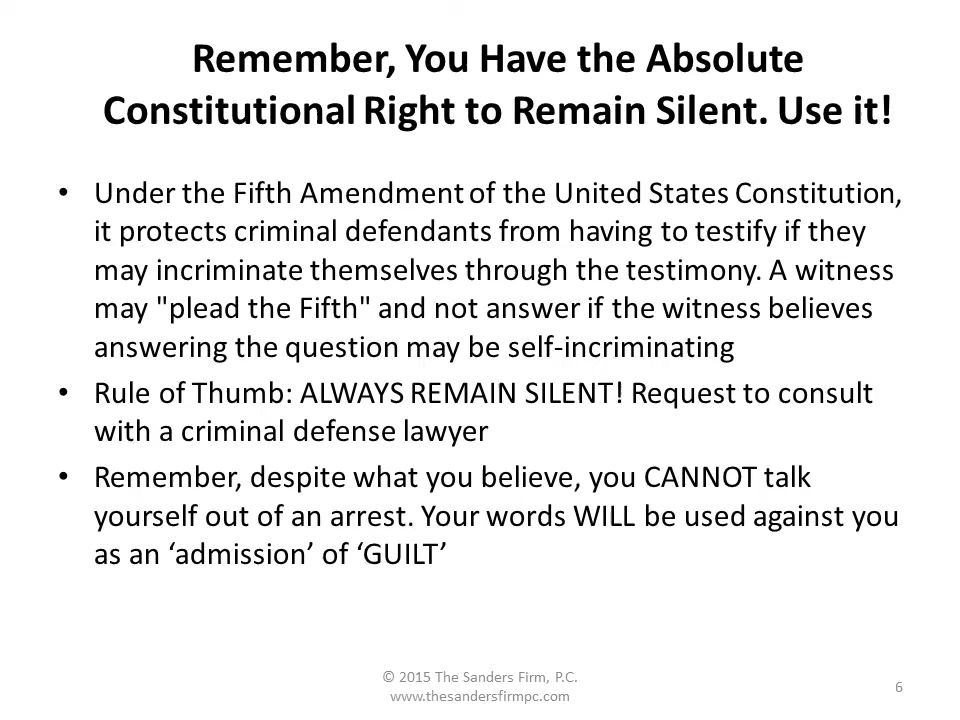 Remember, You Have the Absolute
Constitutional Right to Remain Silent. Use it!
• Under the Fifth Amendment of the United States Constitution,
it protects criminal defendants from having to testify if they
may incriminate themselves through the testimony. A witness
may "plead the Fifth" and not answer if the witness believes
answering the question may be self-incriminating
• Rule of Thumb: ALWAYS REMAIN SILENT! Request to consult
with a criminal defense lawyer
• Remember, despite what you believe, you CANNOT talk
yourself out of an arrest. Your words WILL be used against you
as an ‘admission’ of ‘GUILT’
© 2015 The Sanders Firm, P.C.
www.thesandersfirmpc.com
6